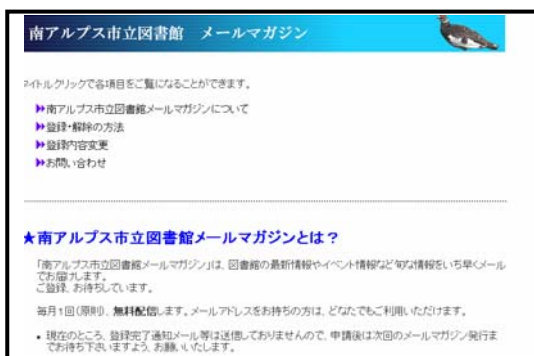 南アルプス市立図書館 メールマガジン
タイトルクリックで各項目をご覧になることができます。
南アルプス市立図書館メールマガジンについて
登録・解除の方法
登録内容変更
お問い合わせ
★南アルプス市立図書館メールマガジンとは?
「南アルプス市立図書館メールマガジン」は、図書館の最新情報やイベント情報など旬な情報をいち早くメール
でお届けします。
ご登録、お待ちしています。
毎月1回(原則)、無料配信します。メールアドレスをお持ちの方は、どなたでもご利用いただけます。
• 現在のところ、登録完了通知メール等は送信しておりませんので、申請後は次回のメールマガジン発行ま
でお待ち下さいますよう、お願いいたします。